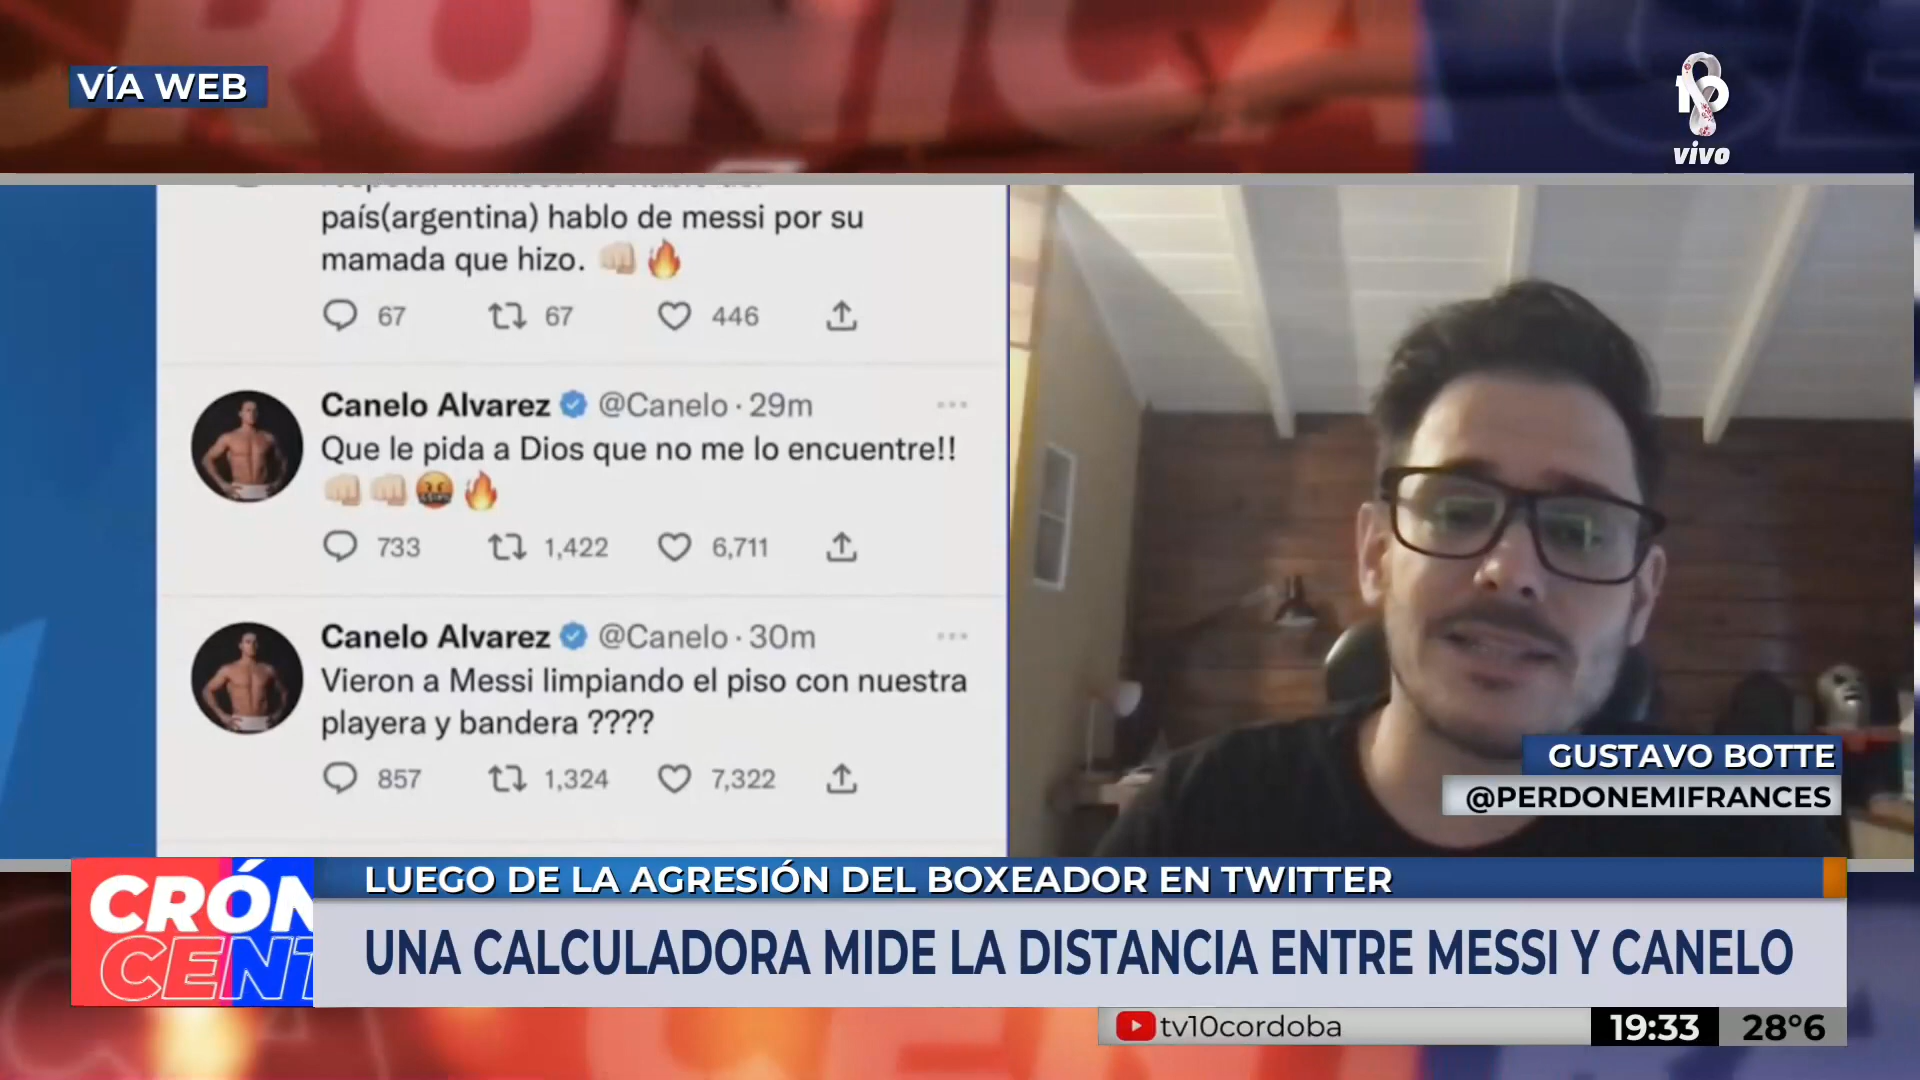 CRÓNICA
VÍA WEB
10
vivo
país(argentina) hablo de messi por su
mamada que hizo. 👊🏻🔥
67 67 446
Canelo Alvarez @Canelo · 29m
Que le pida a Dios que no me lo encuentre!!
👊🏻👊🏻🤬🔥
733 1,422 6,711
Canelo Alvarez @Canelo · 30m
Vieron a Messi limpiando el piso con nuestra
playera y bandera ????
857 1,324 7,322
GUSTAVO BOTTE
@PERDONEMIFRANCES
CRÓN
CENT
LUEGO DE LA AGRESIÓN DEL BOXEADOR EN TWITTER
UNA CALCULADORA MIDE LA DISTANCIA ENTRE MESSI Y CANELO
tv10cordoba
19:33 28°6